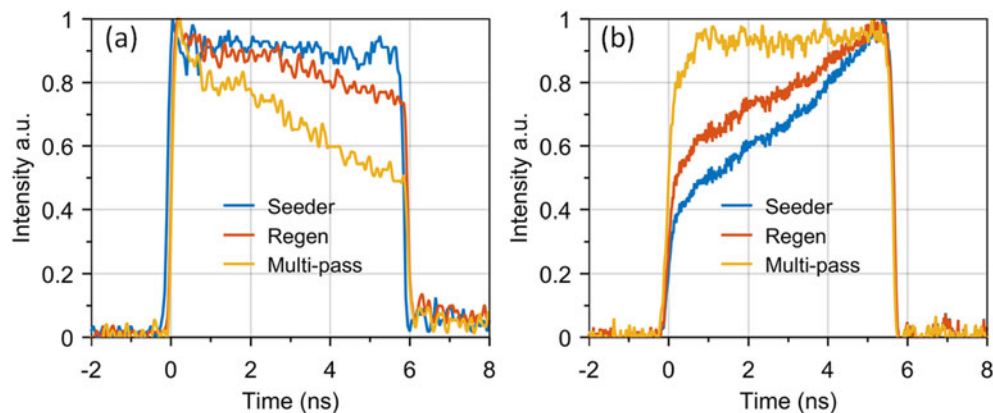 (a)
Intensity a.u.
1
0.8
0.6
0.4
0.2
0
Seeder
Regen
Multi-pass
-2 0 2 4 6 8
Time (ns)
(b)
Intensity a.u.
1
0.8
0.6
0.4
0.2
0
Seeder
Regen
Multi-pass
-2 0 2 4 6 8
Time (ns)